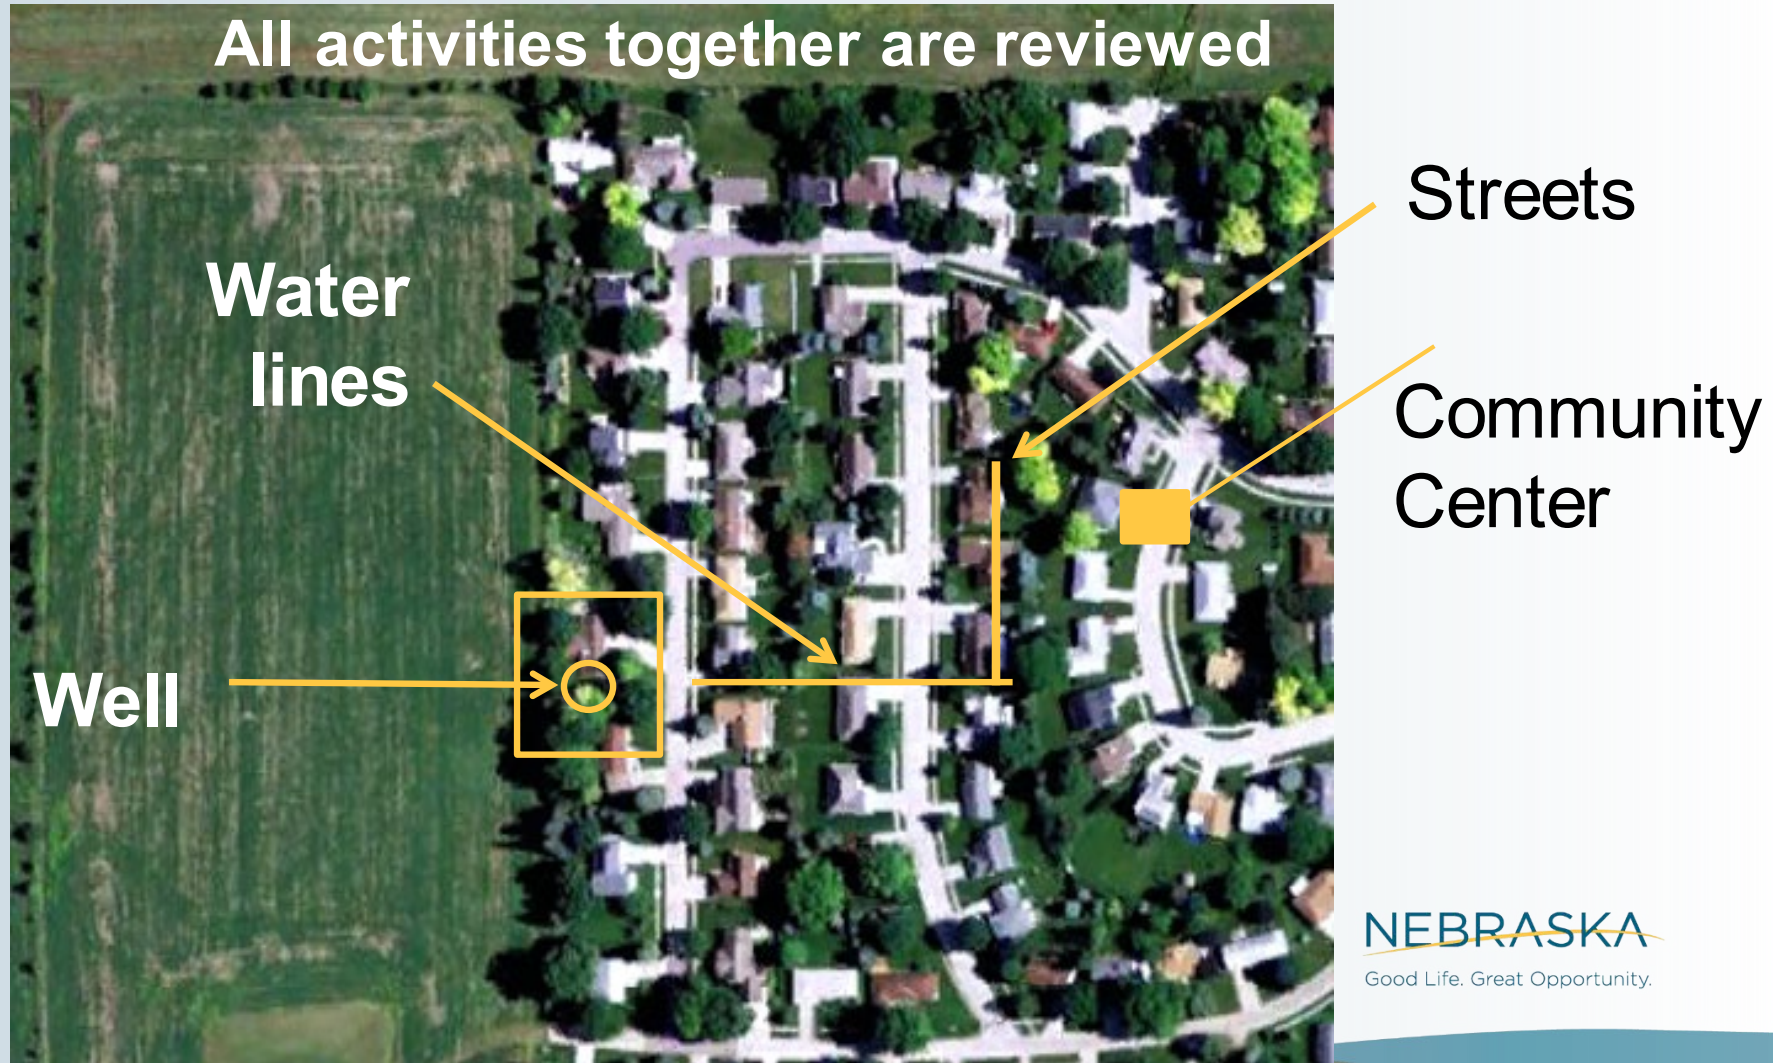 All activities together are reviewed
Streets
Water
lines
Community
Center
Well
NEBRASKA
Good Life. Great Opportunity.